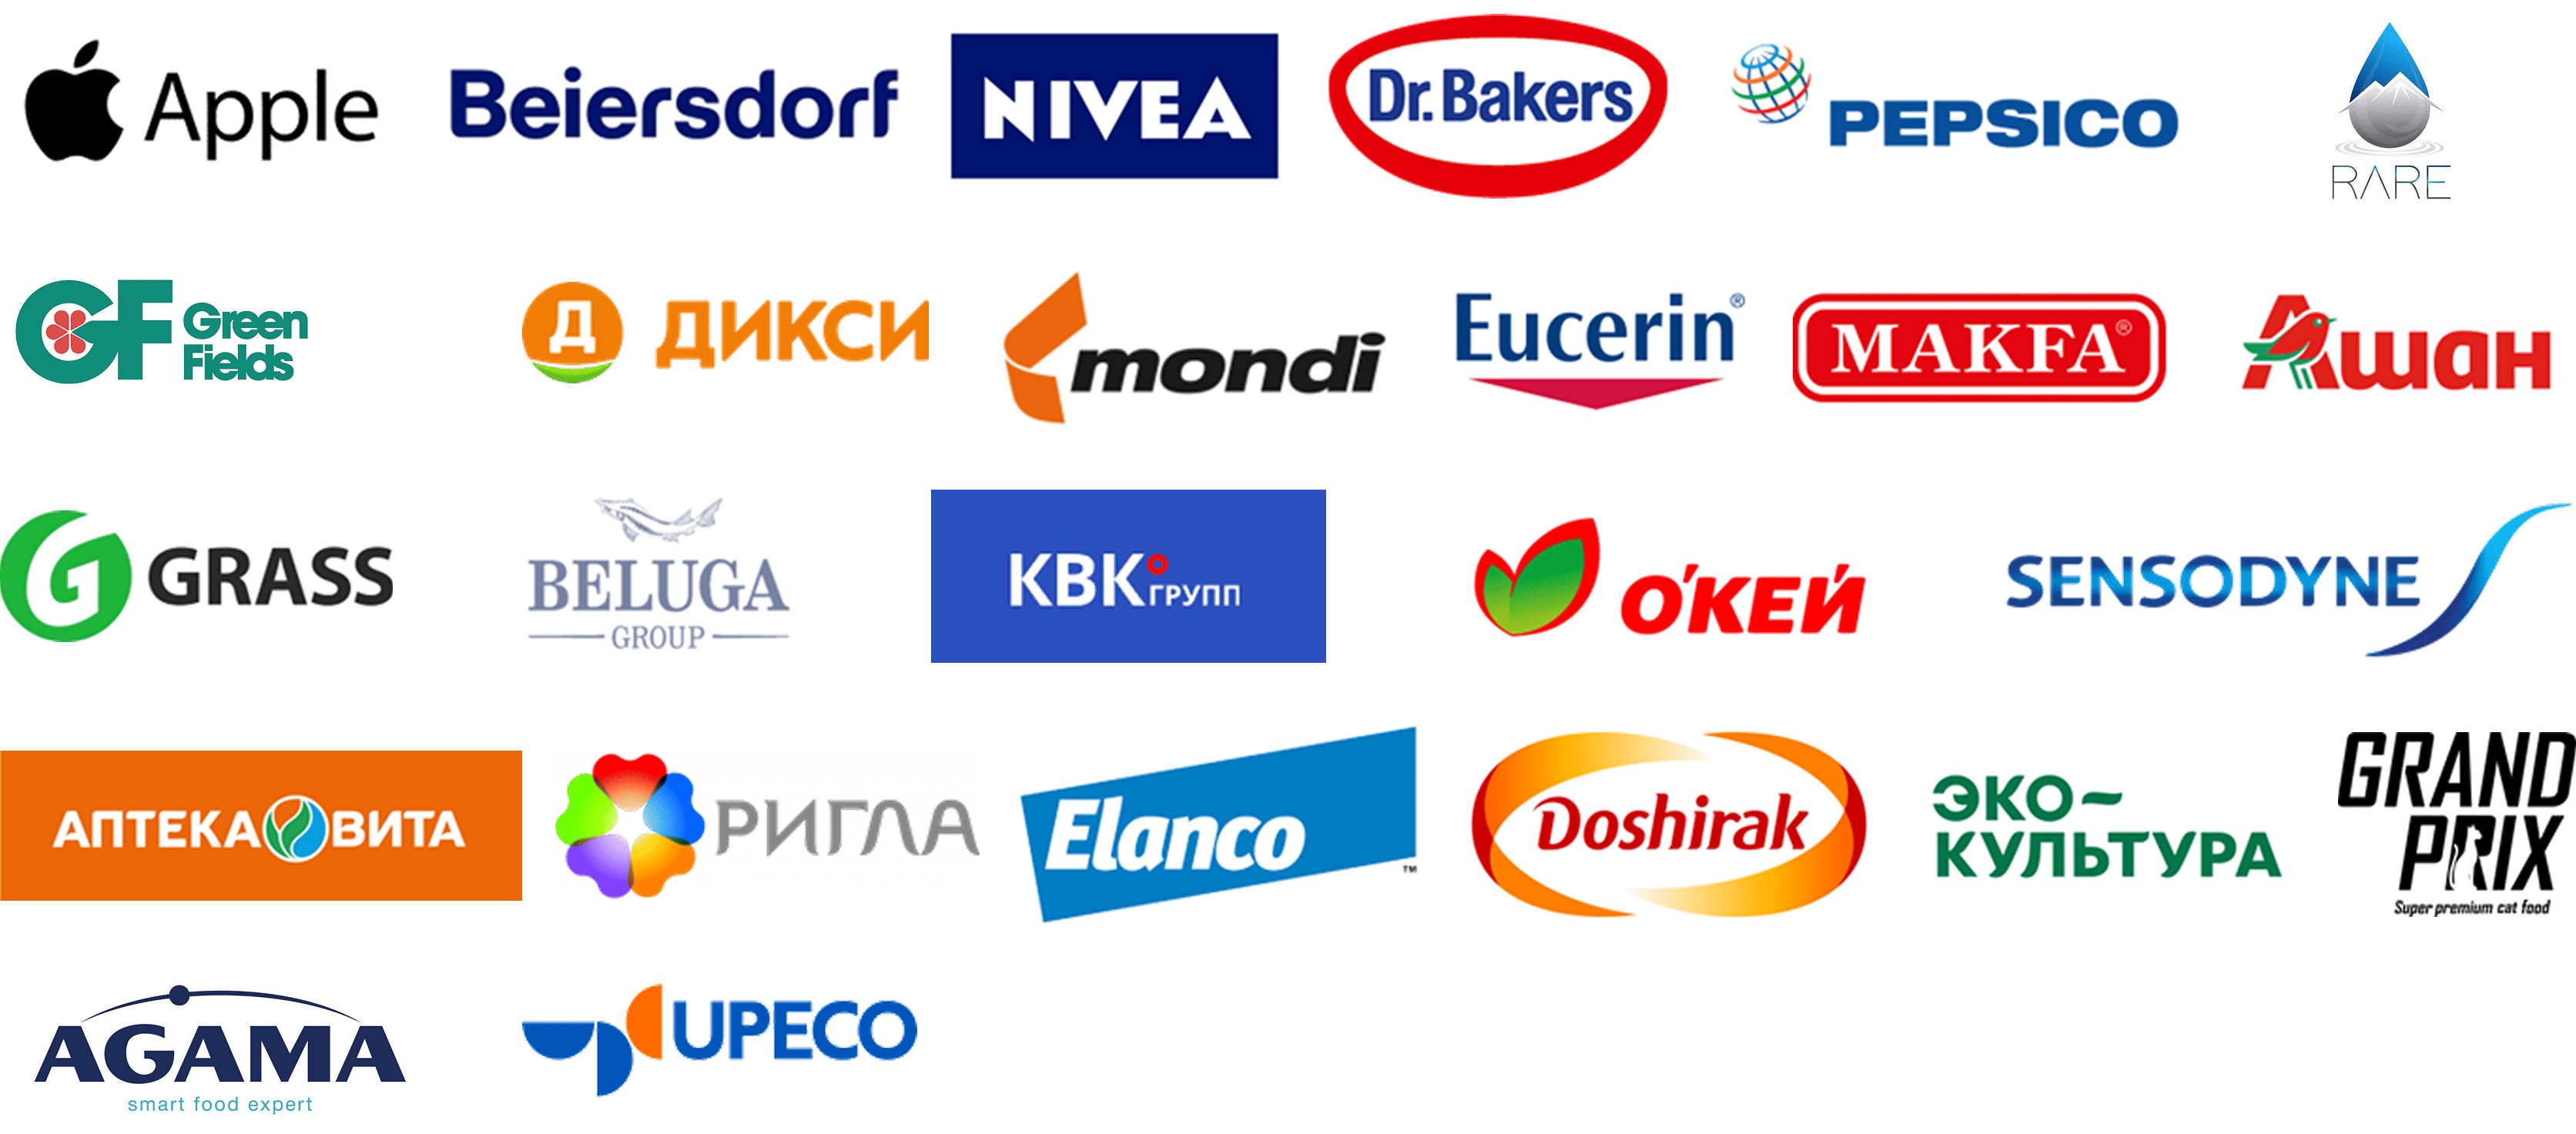 Apple
Beiersdorf
NIVEA
Dr. Bakers
PEPSICO
RARE
GF Green
Fields
Д ДИКСИ
mondi
Eucerin®
MAKFA®
Ашан
G GRASS
BELUGA
GROUP
КВК ГРУПП
О'КЕЙ
SENSODYNE
АПТЕКА ВИТА
РИГЛА
Elanco™
Doshirak
ЭКО~
КУЛЬТУРА
GRAND
PRIX
Super premium cat food
AGAMA
smart food expert
UPECO